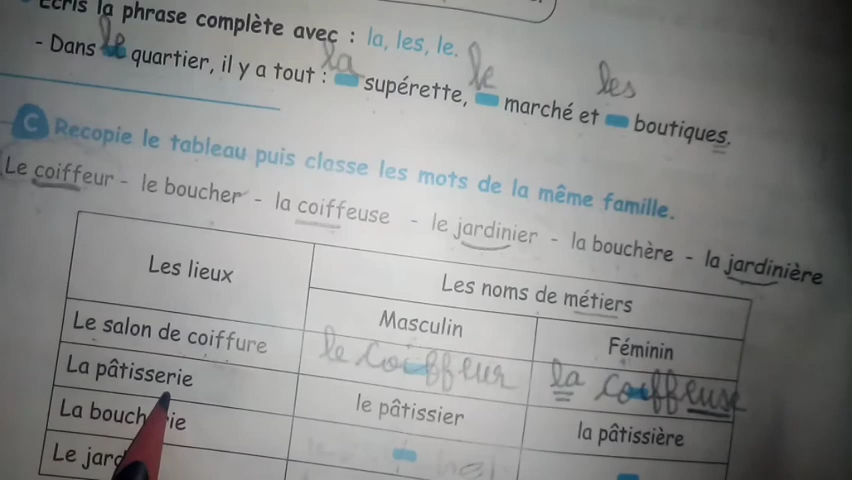 Ecris la phrase complète avec : la, les, le.
- Dans le quartier, il y a tout : la supérette, le marché et les boutiques.
C Recopie le tableau puis classe les mots de la même famille.
Le coiffeur - le boucher - la coiffeuse - le jardinier - la bouchère - la jardinière
Les lieux
Les noms de métiers
Masculin
Féminin
Le salon de coiffure
le coiffeur
la coiffeuse
La pâtisserie
le pâtissier
la pâtissière